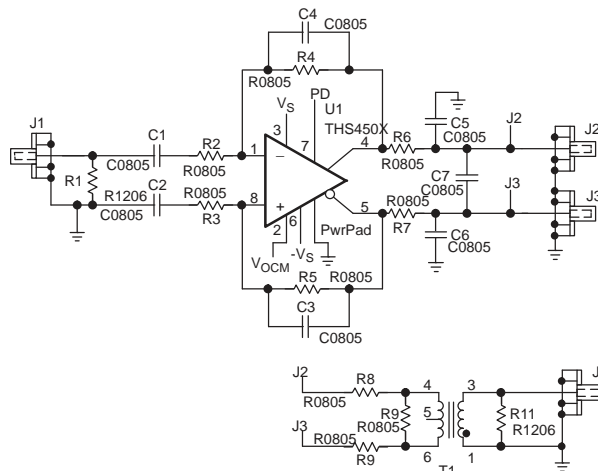 C4
C0805
R4
R0805
PD
U1
VS
J1
3
7
THS450X
C5
C0805
J2
J2
C1
R2
4
R6
C0805
R0805
1
−
R0805
C7
C0805
R1
R1206
C2
C0805
R0805
R3
8
+
5
R0805
R7
J3
J3
2
6
PwrPad
C6
C0805
VOCM
-VS
R5
R0805
R0805
C3
C0805
J2
R8
4
3
R0805
R9
R0805
5
R11
R1206
J3
R0805
R9
6
1